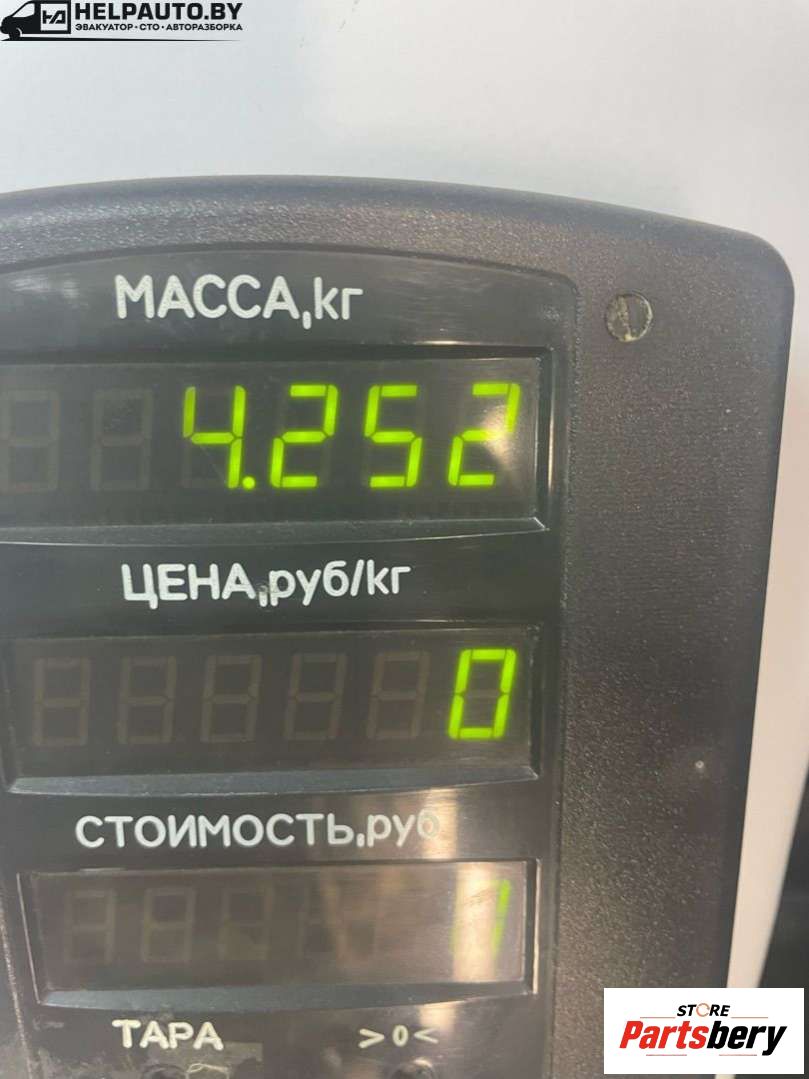 HELPAUTO.BY
ЭВАКУАТОР • СТО • АВТОРАЗБОРКА
МАССА,кг
4.252
ЦЕНА,руб/кг
0
СТОИМОСТЬ,руб
ТАРА >0<
STORE
Partsbery